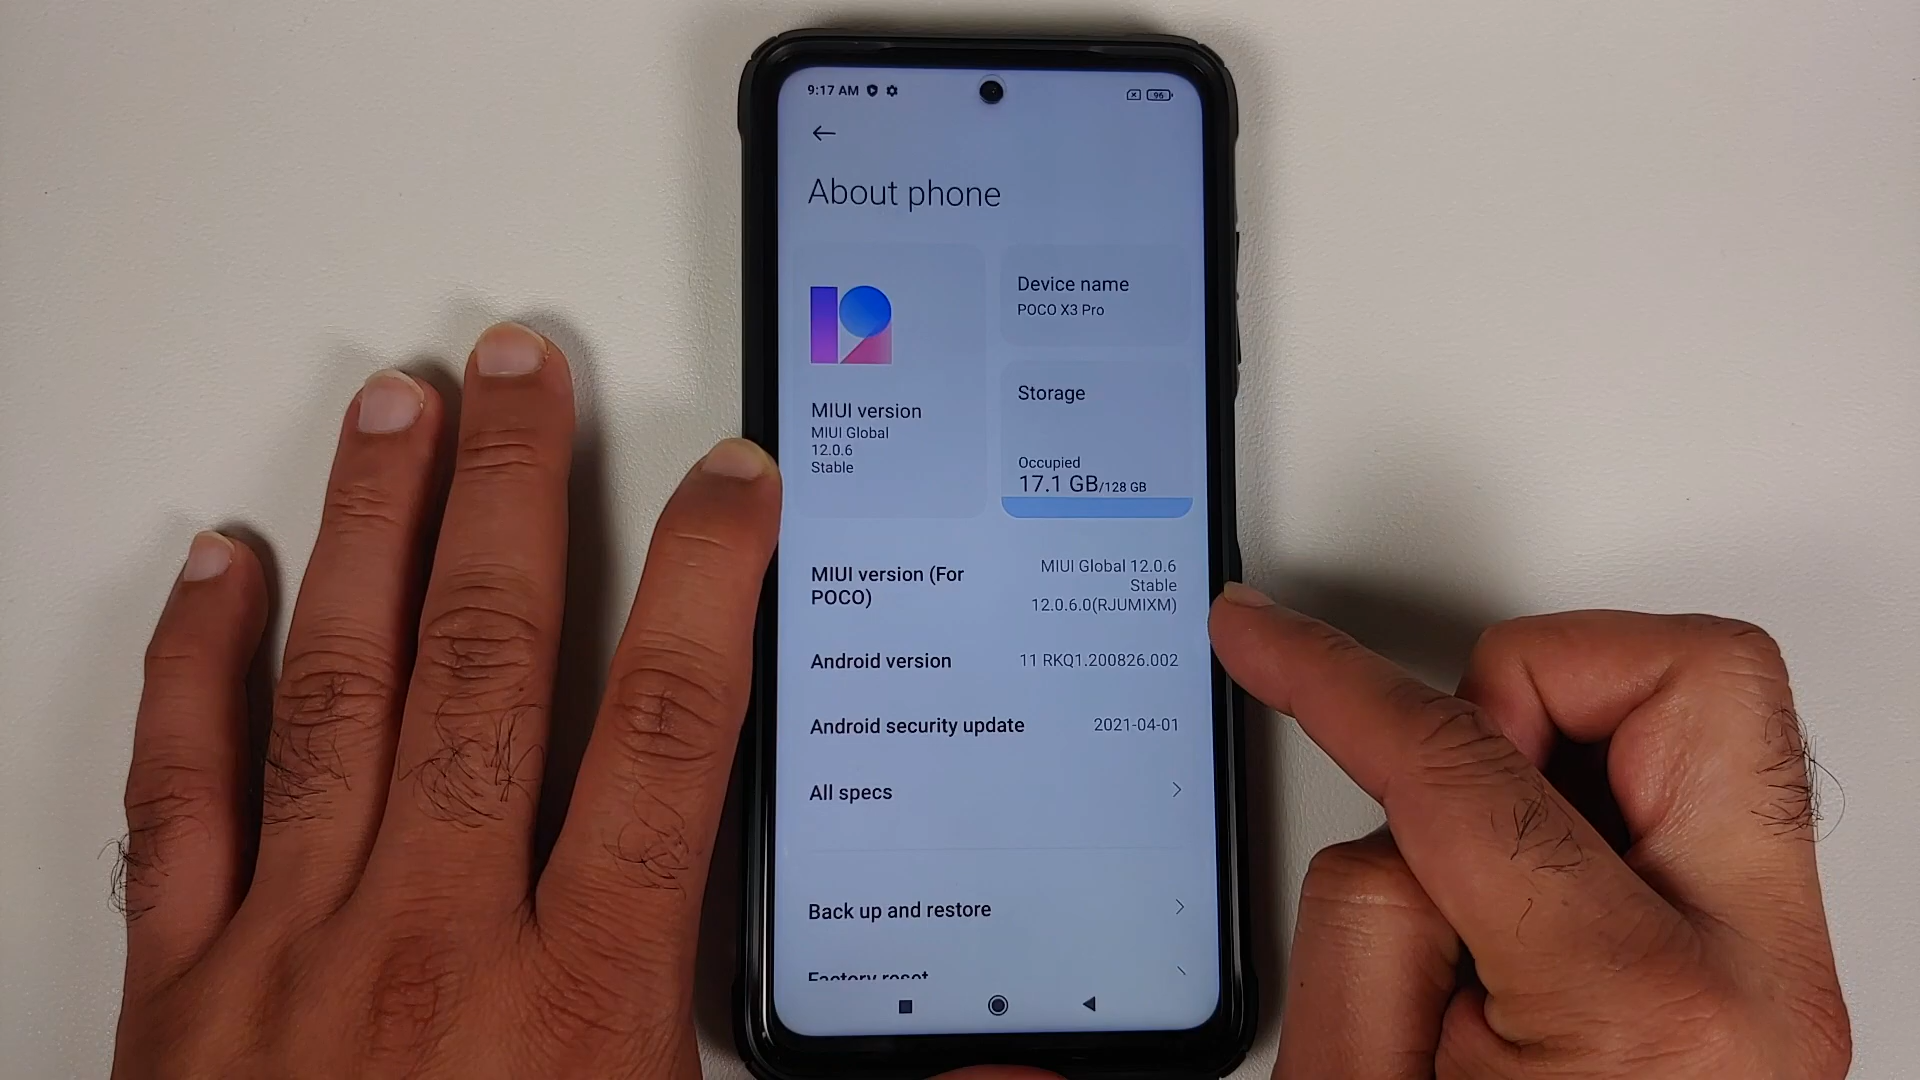 9:17 AM
96
About phone
Device name
POCO X3 Pro
MIUI version
MIUI Global
12.0.6
Stable
Storage
Occupied
17.1 GB/128 GB
MIUI version (For
POCO)
MIUI Global 12.0.6
Stable
12.0.6.0(RJUMIXM)
Android version
11 RKQ1.200826.002
Android security update
2021-04-01
All specs
Back up and restore
Factory reset